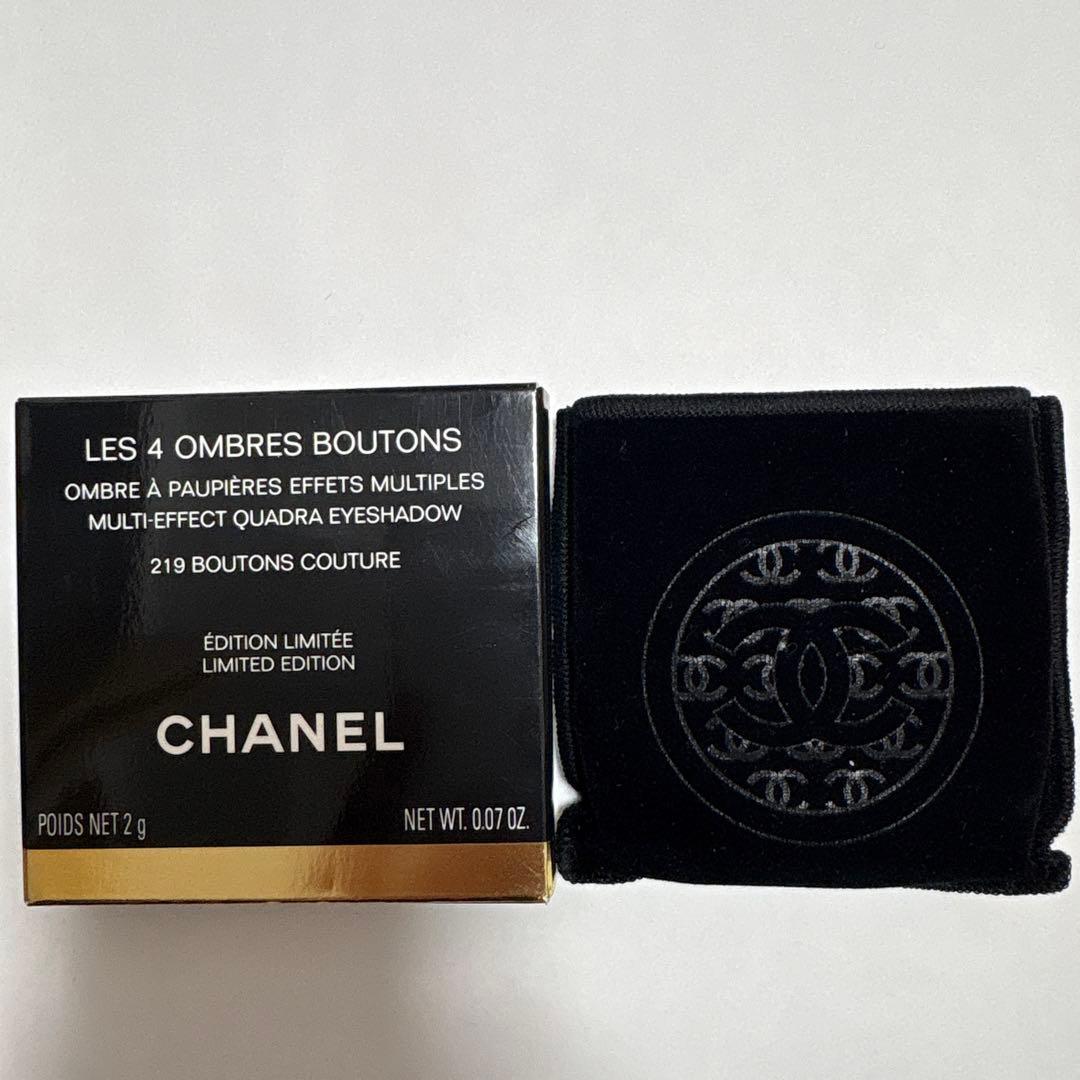 LES 4 OMBRES BOUTONS
OMBRE À PAUPIÈRES EFFETS MULTIPLES
MULTI-EFFECT QUADRA EYESHADOW
219 BOUTONS COUTURE
ÉDITION LIMITÉE
LIMITED EDITION
CHANEL
POIDS NET 2 g
NET WT. 0.07 OZ.